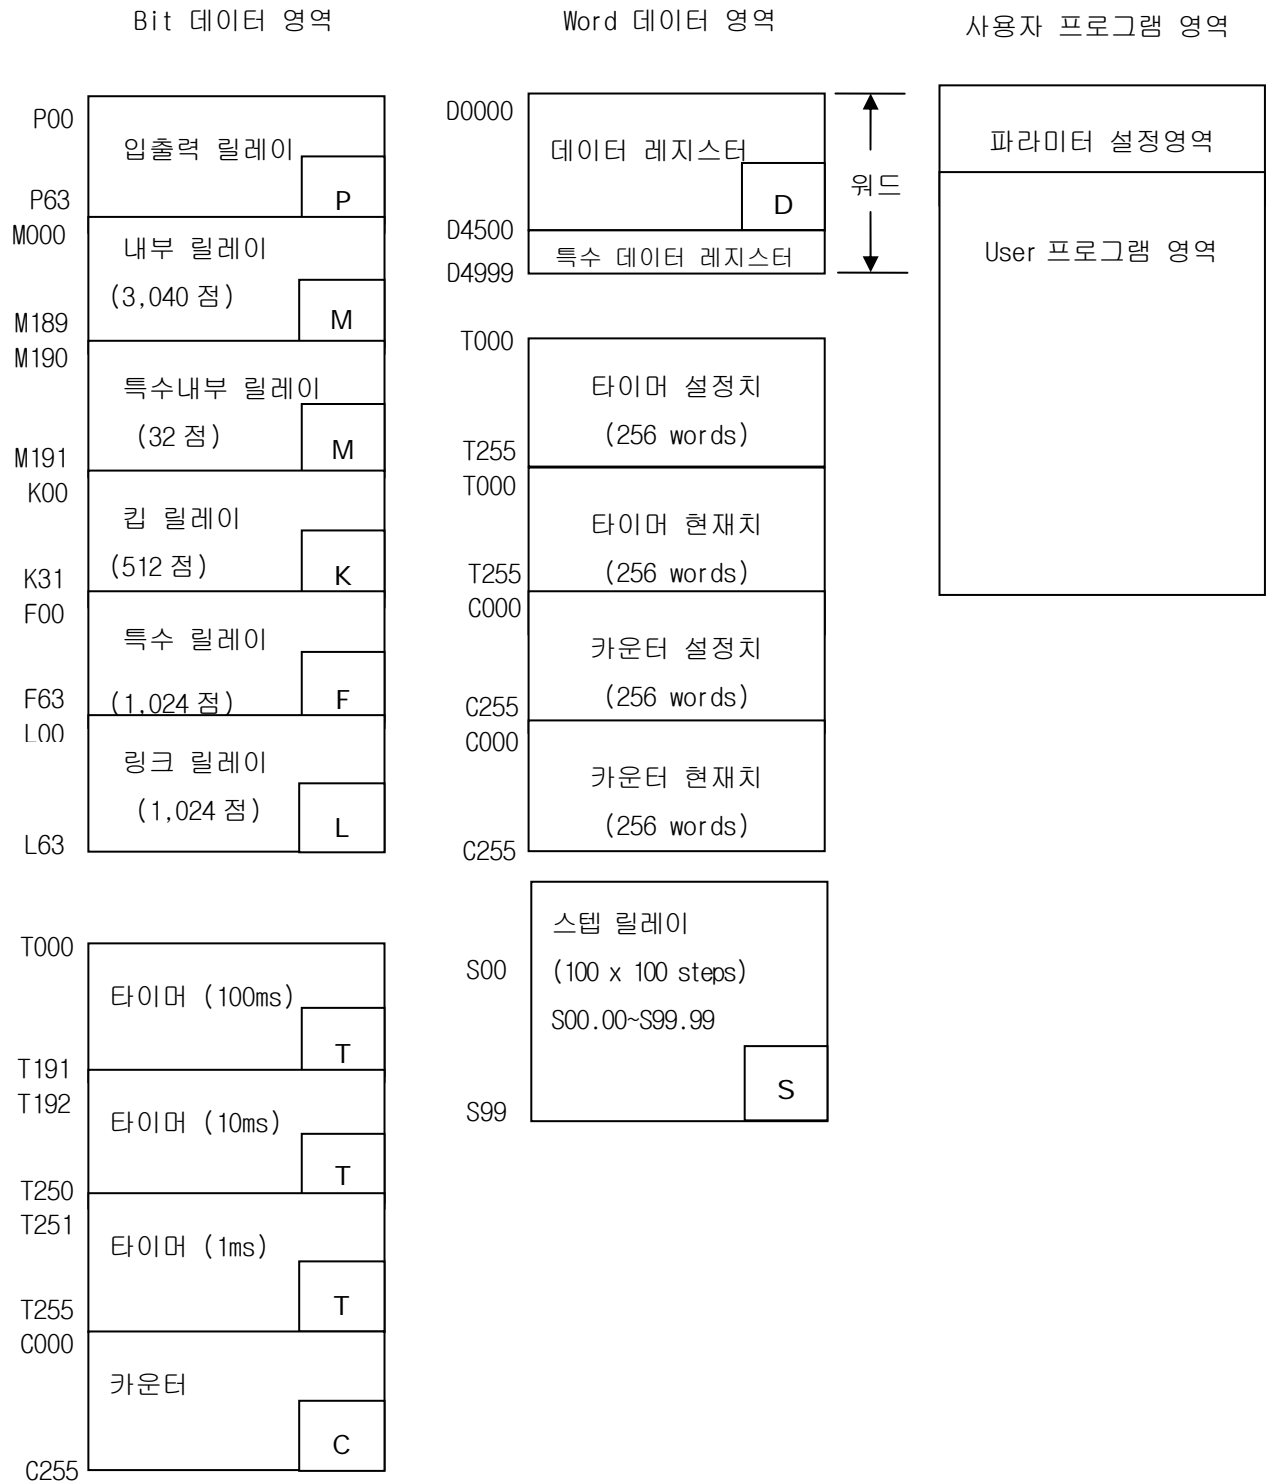 Bit 데이터 영역
P00
입출력 릴레이
P63
P
M000
내부 릴레이
(3,040 점)
M189
M
M190
특수내부 릴레이
(32 점)
M191
M
K00
킵 릴레이
(512 점)
K31
K
F00
특수 릴레이
F63
(1,024 점)
F
L00
링크 릴레이
(1,024 점)
L63
L
T000
타이머 (100ms)
T191
T
T192
타이머 (10ms)
T250
T
T251
타이머 (1ms)
T255
T
C000
카운터
C255
C
Word 데이터 영역
D0000
데이터 레지스터
D
워드
D4500
특수 데이터 레지스터
D4999
T000
타이머 설정치
(256 words)
T255
T000
타이머 현재치
(256 words)
T255
C000
카운터 설정치
(256 words)
C255
C000
카운터 현재치
(256 words)
C255
스텝 릴레이
S00
(100 x 100 steps)
S00.00~S99.99
S
S99
사용자 프로그램 영역
파라미터 설정영역
User 프로그램 영역